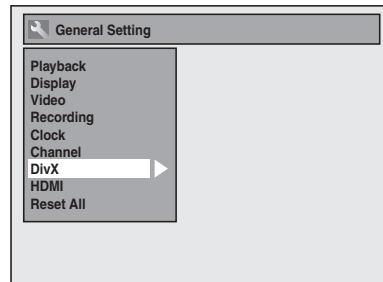 General Setting
Playback
Display
Video
Recording
Clock
Channel
DivX
HDMI
Reset All